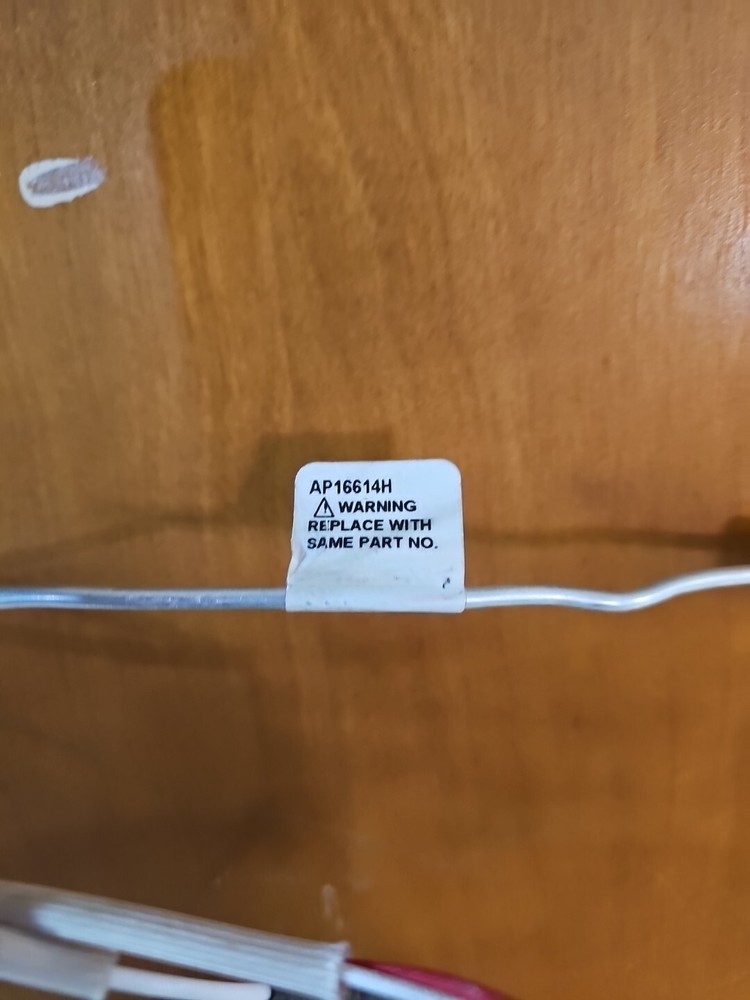 AP16614H
⚠ WARNING
REPLACE WITH
SAME PART NO.